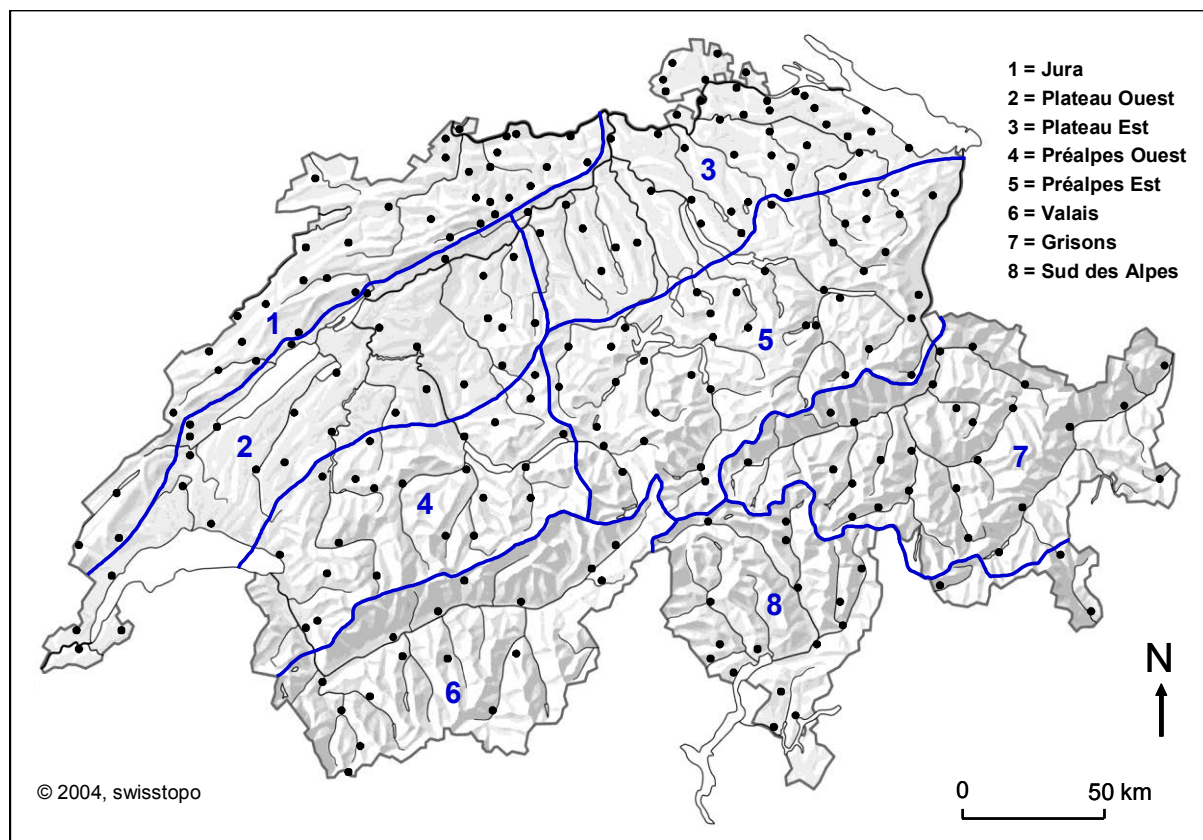 1 = Jura
2 = Plateau Ouest
3 = Plateau Est
4 = Préalpes Ouest
5 = Préalpes Est
6 = Valais
7 = Grisons
8 = Sud des Alpes
3
1
5
2
7
4
8
6
N
© 2004, swisstopo
0 50 km